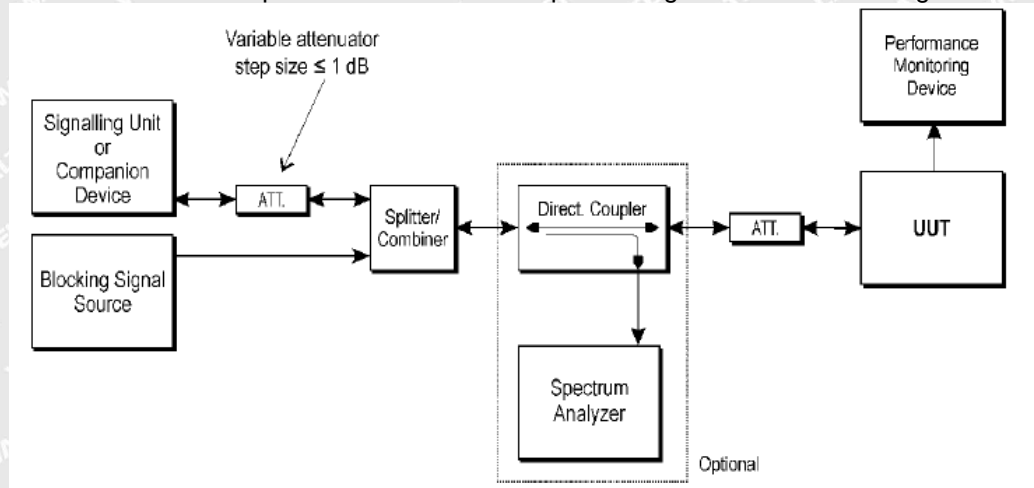 Variable attenuator
step size ≤ 1 dB
Performance
Monitoring
Device
Signalling Unit
or
Companion
Device
ATT.
Splitter/
Combiner
Direct. Coupler
ATT.
UUT
Blocking Signal
Source
Spectrum
Analyzer
Optional